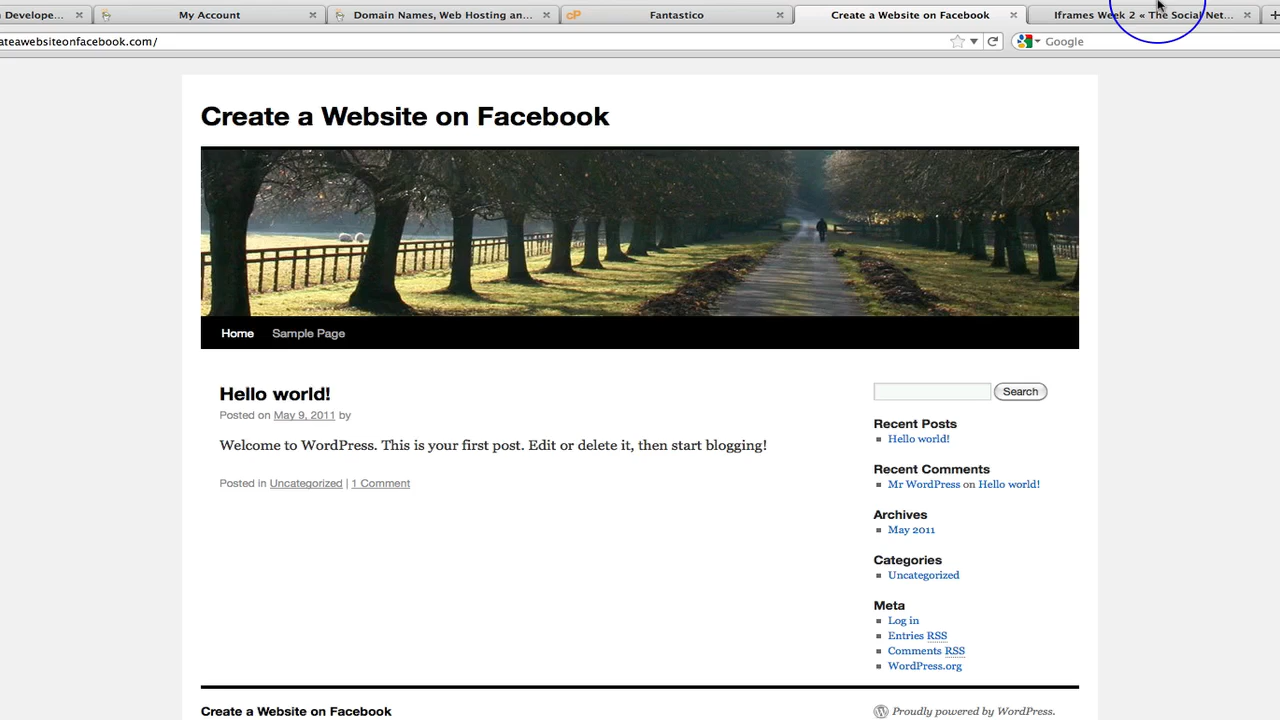 Develope... My Account Domain Names, Web Hosting an... cP Fantastico Create a Website on Facebook Iframes Week 2 « The Social Net...
ateawebsiteonfacebook.com/ Google
Create a Website on Facebook
Home Sample Page
Hello world!
Posted on May 9, 2011 by
Welcome to WordPress. This is your first post. Edit or delete it, then start blogging!
Posted in Uncategorized | 1 Comment
Search
Recent Posts
Hello world!
Recent Comments
Mr WordPress on Hello world!
Archives
May 2011
Categories
Uncategorized
Meta
Log in
Entries RSS
Comments RSS
WordPress.org
Create a Website on Facebook
Proudly powered by WordPress.